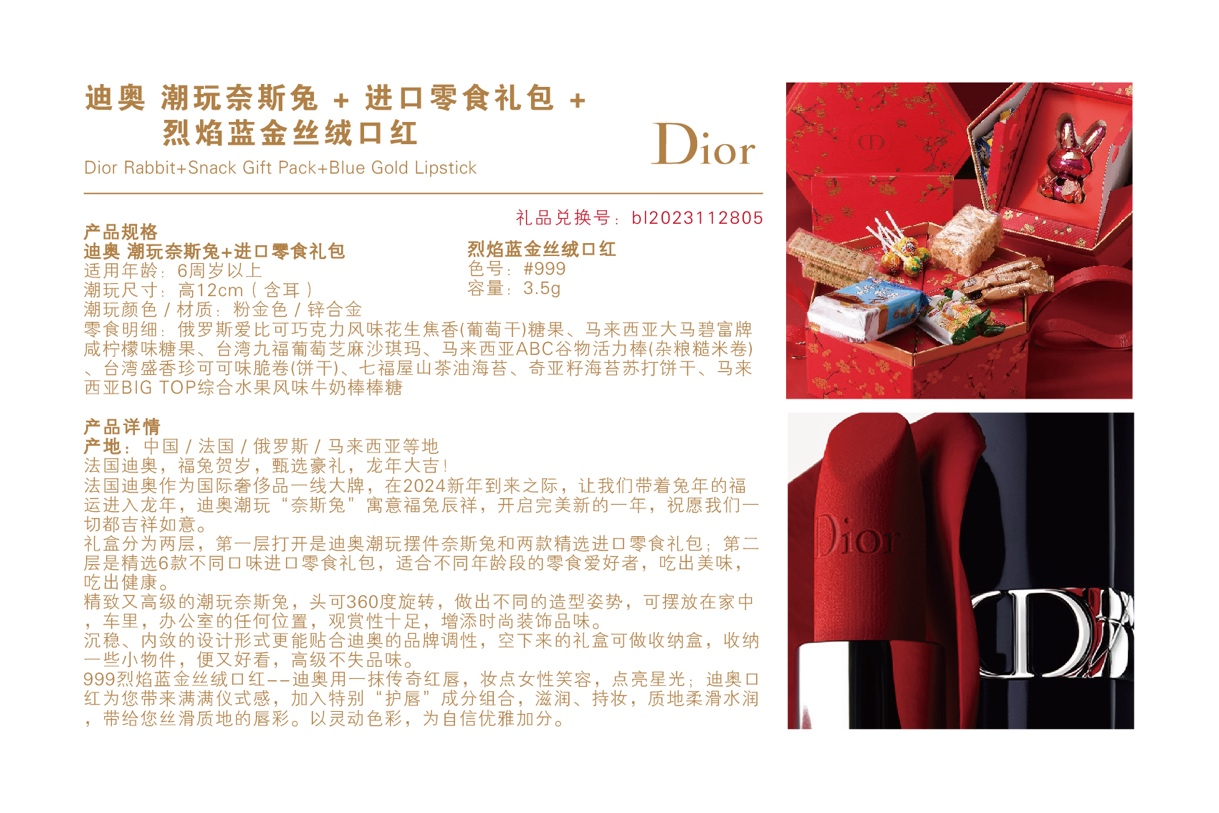 迪奥 潮玩奈斯兔 + 进口零食礼包 +
烈焰蓝金丝绒口红
Dior Rabbit+Snack Gift Pack+Blue Gold Lipstick
Dior
礼品兑换号：bl2023112805
产品规格
迪奥 潮玩奈斯兔+进口零食礼包
适用年龄：6周岁以上
潮玩尺寸：高12cm（含耳）
潮玩颜色/材质：粉金色/锌合金
烈焰蓝金丝绒口红
色号：#999
容量：3.5g
零食明细：俄罗斯爱比可巧克力风味花生焦香(葡萄干)糖果、马来西亚大马碧富牌
咸柠檬味糖果、台湾九福葡萄芝麻沙琪玛、马来西亚ABC谷物活力棒(杂粮糙米卷)
、台湾盛香珍可可味脆卷(饼干)、七福屋山茶油海苔、奇亚籽海苔苏打饼干、马来
西亚BIG TOP综合水果风味牛奶棒棒糖
产品详情
产地：中国/法国/俄罗斯/马来西亚等地
法国迪奥，福兔贺岁，甄选豪礼，龙年大吉！
法国迪奥作为国际奢侈品一线大牌，在2024新年到来之际，让我们带着兔年的福
运进入龙年，迪奥潮玩“奈斯兔”寓意福兔辰祥，开启完美新的一年，祝愿我们一
切都吉祥如意。
礼盒分为两层，第一层打开是迪奥潮玩摆件奈斯兔和两款精选进口零食礼包；第二
层是精选6款不同口味进口零食礼包，适合不同年龄段的零食爱好者，吃出美味，
吃出健康。
精致又高级的潮玩奈斯兔，头可360度旋转，做出不同的造型姿势，可摆放在家中
，车里，办公室的任何位置，观赏性十足，增添时尚装饰品味。
沉稳、内敛的设计形式更能贴合迪奥的品牌调性，空下来的礼盒可做收纳盒，收纳
一些小物件，便又好看，高级不失品味。
999烈焰蓝金丝绒口红--迪奥用一抹传奇红唇，妆点女性笑容，点亮星光；迪奥口
红为您带来满满仪式感，加入特别“护唇”成分组合，滋润、持妆，质地柔滑水润
，带给您丝滑质地的唇彩。以灵动色彩，为自信优雅加分。
CD
Dior
CD